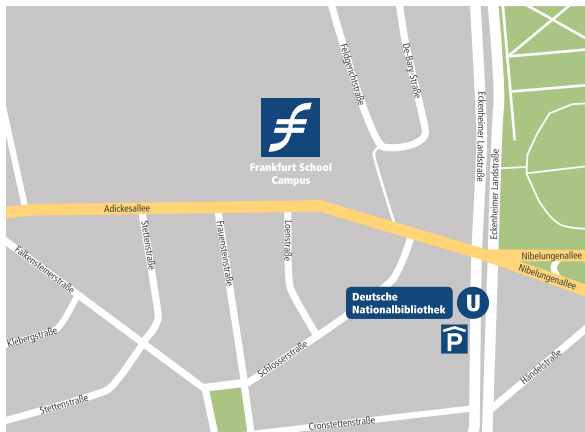 Feldgerichtstraße
De-Bary-Straße
Eckenheimer Landstraße
Eckenheimer Landstraße
Frankfurt School
Campus
Adickesallee
Stettenstraße
Frauensteinstraße
Loenstraße
Nibelungenallee
Nibelungenallee
Falkensteinerstraße
Deutsche
Nationalbibliothek
U
P
Klebergstraße
Schlosserstraße
Händelstraße
Stettenstraße
Cronstettenstraße